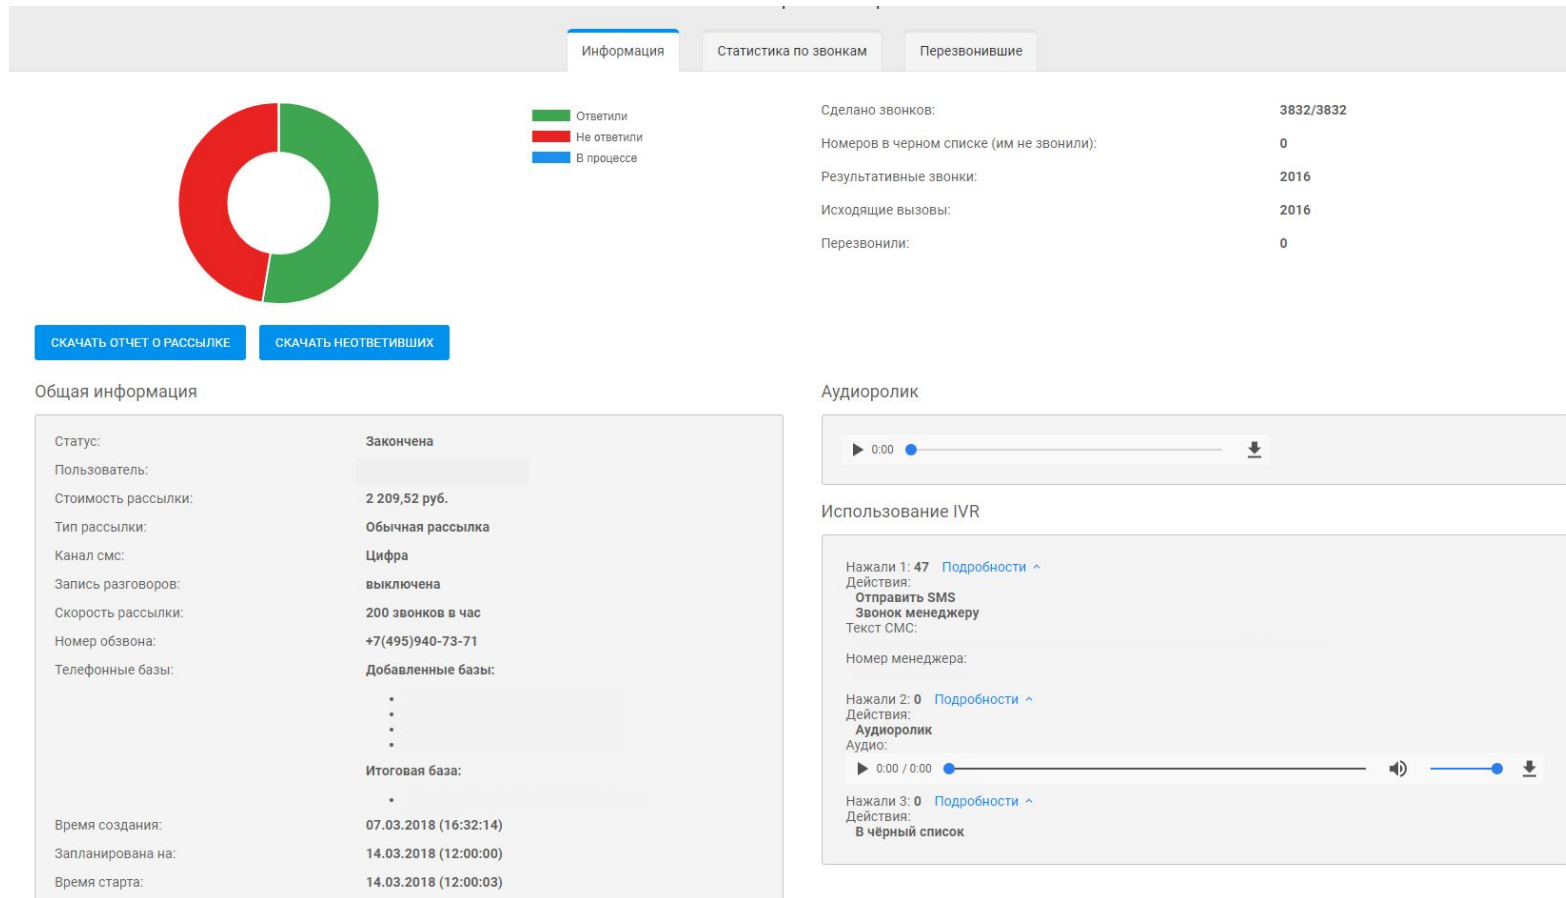 Информация
Статистика по звонкам
Перезвонившие
Ответили
Не ответили
В процессе
Сделано звонков: 3832/3832
Номеров в черном списке (им не звонили): 0
Результативные звонки: 2016
Исходящие вызовы: 2016
Перезвонили: 0
СКАЧАТЬ ОТЧЕТ О РАССЫЛКЕ
СКАЧАТЬ НЕОТВЕТИВШИХ
Общая информация
Статус: Закончена
Пользователь:
Стоимость рассылки: 2 209,52 руб.
Тип рассылки: Обычная рассылка
Канал смс: Цифра
Запись разговоров: выключена
Скорость рассылки: 200 звонков в час
Номер обзвона: +7(495)940-73-71
Телефонные базы: Добавленные базы:
Итоговая база:
Время создания: 07.03.2018 (16:32:14)
Запланирована на: 14.03.2018 (12:00:00)
Время старта: 14.03.2018 (12:00:03)
Аудиоролик
0:00
Использование IVR
Нажали 1: 47 Подробности
Действия:
Отправить SMS
Звонок менеджеру
Текст СМС:
Номер менеджера:
Нажали 2: 0 Подробности
Действия:
Аудиоролик
Аудио:
0:00 / 0:00
Нажали 3: 0 Подробности
Действия:
В чёрный список